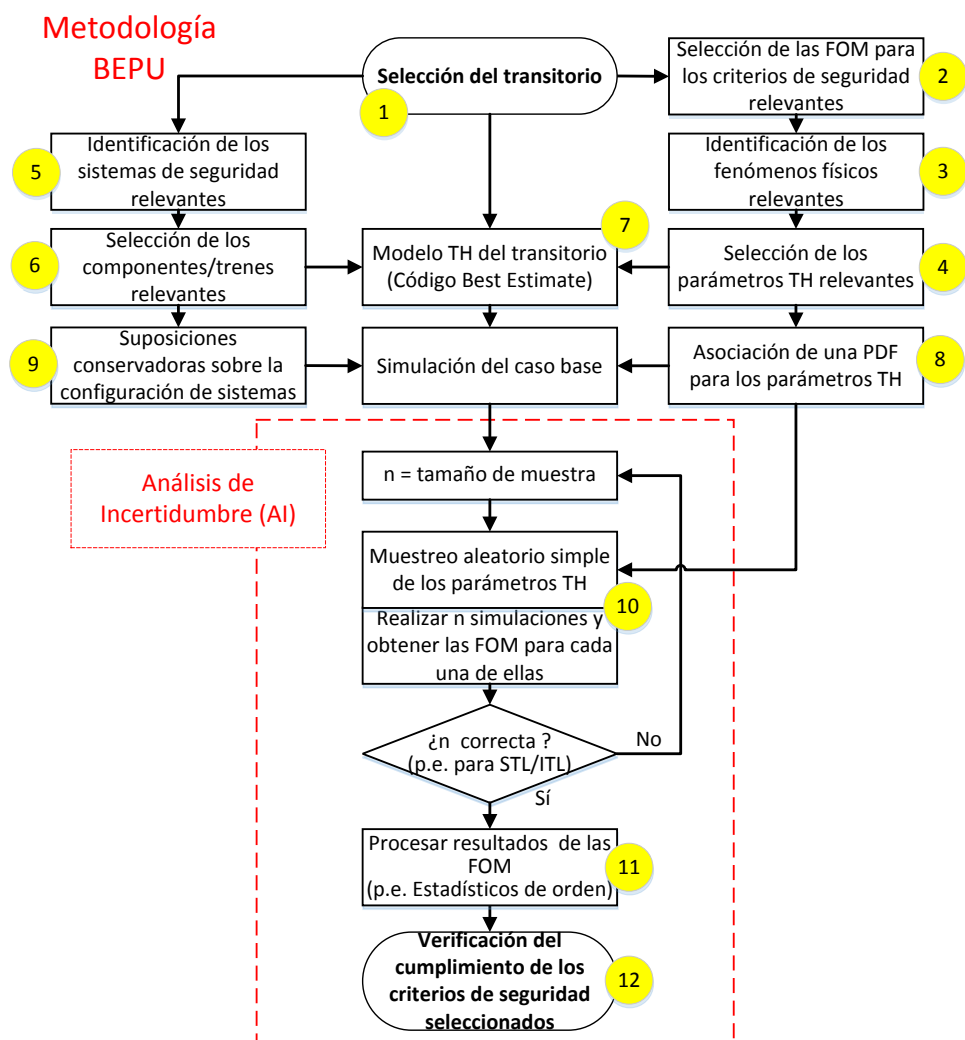 Metodología
BEPU
Selección del transitorio
1
Selección de las FOM para
los criterios de seguridad
relevantes
2
Identificación de los
sistemas de seguridad
relevantes
5
Identificación de los
fenómenos físicos
relevantes
3
Selección de los
componentes/trenes
relevantes
6
Modelo TH del transitorio
(Código Best Estimate)
7
Selección de los
parámetros TH relevantes
4
Suposiciones
conservadoras sobre la
configuración de sistemas
9
Simulación del caso base
Asociación de una PDF
para los parámetros TH
8
Análisis de
Incertidumbre (AI)
n = tamaño de muestra
Muestreo aleatorio simple
de los parámetros TH
10
Realizar n simulaciones y
obtener las FOM para cada
una de ellas
¿n correcta ?
(p.e. para STL/ITL)
No
Sí
Procesar resultados de las
FOM
(p.e. Estadísticos de orden)
11
Verificación del
cumplimiento de los
criterios de seguridad
seleccionados
12